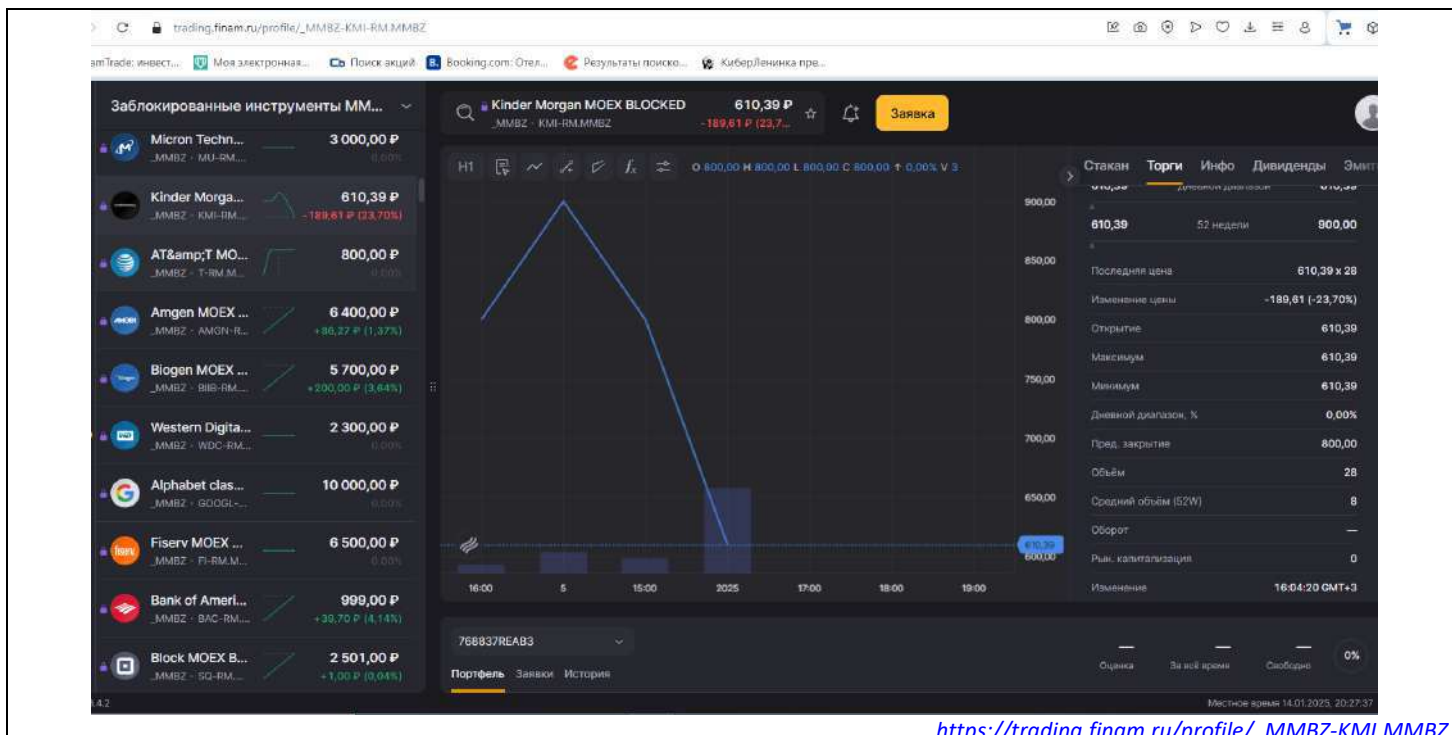 trading.finam.ru/profile/_MMBZ-KMI-RM.MMBZ
amTrade: инвест... Моя электронная... Поиск акций Booking.com: Отел... Результаты поиско... КиберЛенинка пре...
Заблокированные инструменты ММ...
Micron Techn... 3 000,00 ₽
_MMBZ · MU-RM.... 0,00%
Kinder Morga... 610,39 ₽
_MMBZ · KMI-RM.... -189,61 ₽ (23,70%)
AT&amp;T MO... 800,00 ₽
_MMBZ · T-RM.M... 0,00%
Amgen MOEX ... 6 400,00 ₽
_MMBZ · AMGN-R... +86,27 ₽ (1,37%)
Biogen MOEX ... 5 700,00 ₽
_MMBZ · BIIB-RM.... +200,00 ₽ (3,64%)
Western Digita... 2 300,00 ₽
_MMBZ · WDC-RM.... 0,00%
Alphabet clas... 10 000,00 ₽
_MMBZ · GOOGL-... 0,00%
Fiserv MOEX ... 6 500,00 ₽
_MMBZ · FI-RM.M... 0,00%
Bank of Ameri... 999,00 ₽
_MMBZ · BAC-RM.... +39,70 ₽ (4,14%)
Block MOEX B... 2 501,00 ₽
_MMBZ · SQ-RM.... +1,00 ₽ (0,04%)
4.2
Kinder Morgan MOEX BLOCKED 610,39 ₽
_MMBZ · KMI-RM.MMBZ -189,61 ₽ (23,7...
Заявка
H1 fx O 800,00 H 800,00 L 800,00 C 800,00 0,00% V 3
900,00
850,00
800,00
750,00
700,00
650,00
610,39
600,00
16:00 5 15:00 2025 17:00 18:00 19:00
768837REAB3
Портфель Заявки История
Стакан Торги Инфо Дивиденды Эмит
610,39 Дневной диапазон 610,39
610,39 52 недели 900,00
Последняя цена 610,39 x 28
Изменение цены -189,61 (-23,70%)
Открытие 610,39
Максимум 610,39
Минимум 610,39
Дневной диапазон, % 0,00%
Пред. закрытие 800,00
Объём 28
Средний объём (52W) 8
Оборот —
Рын. капитализация 0
Изменение 16:04:20 GMT+3
— — — 0%
Оценка За всё время Свободно
Местное время 14.01.2025, 20:27:37
https://trading.finam.ru/profile/_MMBZ-KMI.MMBZ